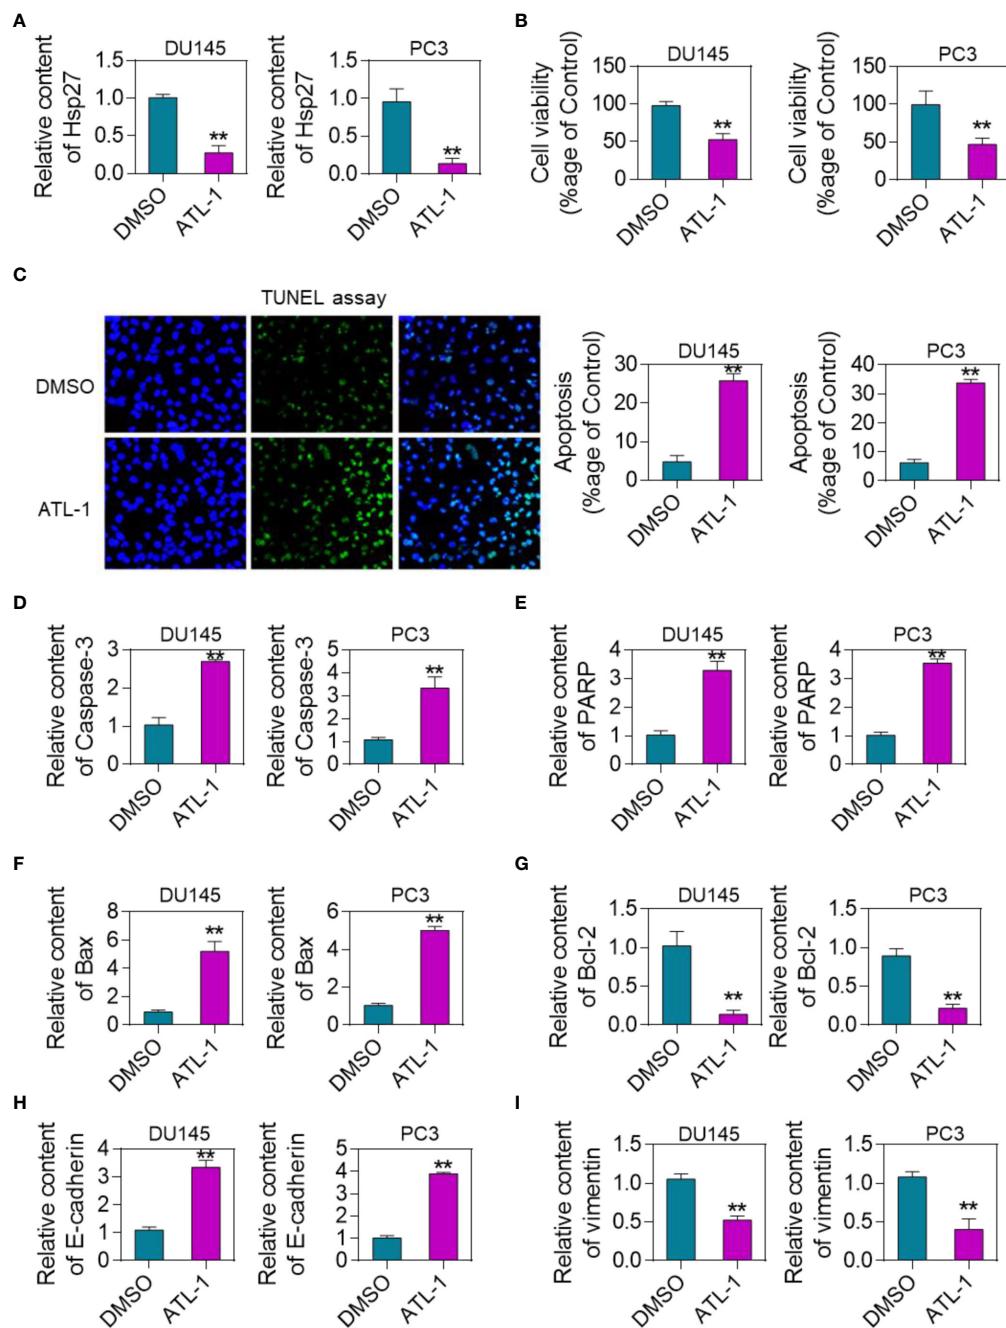 A
DU145
Relative content
of Hsp27
1.5
1.0
0.5
0.0
**
DMSO
ATL-1
PC3
Relative content
of Hsp27
1.5
1.0
0.5
0.0
**
DMSO
ATL-1
B
DU145
Cell viability
(%age of Control)
150
100
50
0
**
DMSO
ATL-1
PC3
Cell viability
(%age of Control)
150
100
50
0
**
DMSO
ATL-1
C
TUNEL assay
DMSO
ATL-1
DU145
Apoptosis
(%age of Control)
30
20
10
0
**
DMSO
ATL-1
PC3
Apoptosis
(%age of Control)
40
30
20
10
0
**
DMSO
ATL-1
D
DU145
Relative content
of Caspase-3
3
2
1
0
**
DMSO
ATL-1
PC3
Relative content
of Caspase-3
5
4
3
2
1
0
**
DMSO
ATL-1
E
DU145
Relative content
of PARP
4
3
2
1
0
**
DMSO
ATL-1
PC3
Relative content
of PARP
4
3
2
1
0
**
DMSO
ATL-1
F
DU145
Relative content
of Bax
8
6
4
2
0
**
DMSO
ATL-1
PC3
Relative content
of Bax
6
4
2
0
**
DMSO
ATL-1
G
DU145
Relative content
of Bcl-2
1.5
1.0
0.5
0.0
**
DMSO
ATL-1
PC3
Relative content
of Bcl-2
1.5
1.0
0.5
0.0
**
DMSO
ATL-1
H
DU145
Relative content
of E-cadherin
4
3
2
1
0
**
DMSO
ATL-1
PC3
Relative content
of E-cadherin
5
4
3
2
1
0
**
DMSO
ATL-1
I
DU145
Relative content
of vimentin
1.5
1.0
0.5
0.0
**
DMSO
ATL-1
PC3
Relative content
of vimentin
1.5
1.0
0.5
0.0
**
DMSO
ATL-1